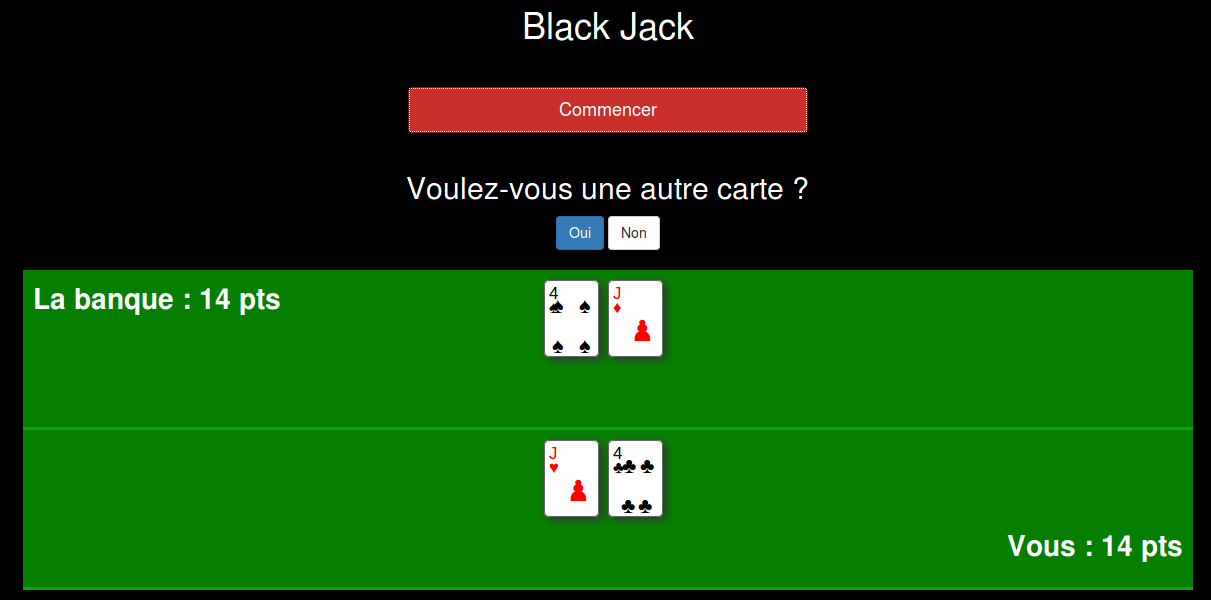 Black Jack
Commencer
Voulez-vous une autre carte ?
Oui Non
La banque : 14 pts
4 J
J 4
Vous : 14 pts